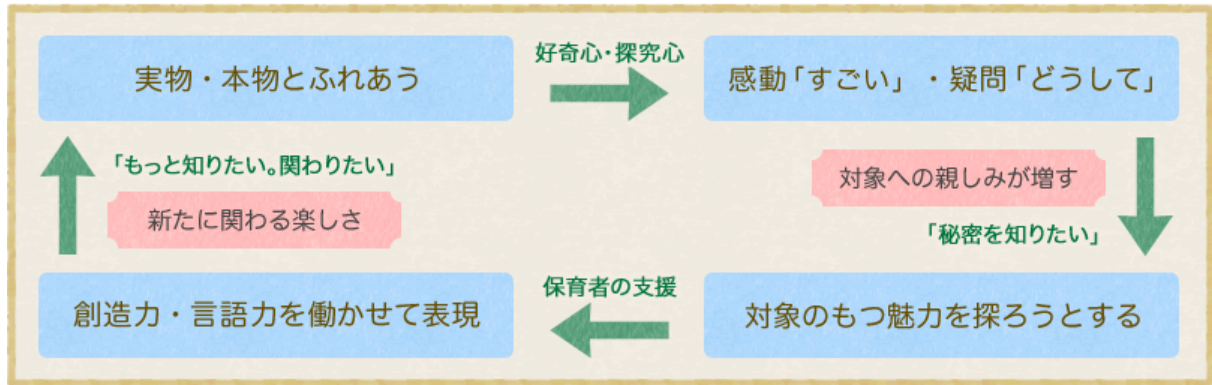 実物・本物とふれあう
好奇心・探究心
感動「すごい」・疑問「どうして」
対象への親しみが増す
「秘密を知りたい」
対象のもつ魅力を探ろうとする
保育者の支援
創造力・言語力を働かせて表現
「もっと知りたい。関わりたい」
新たに関わる楽しさ